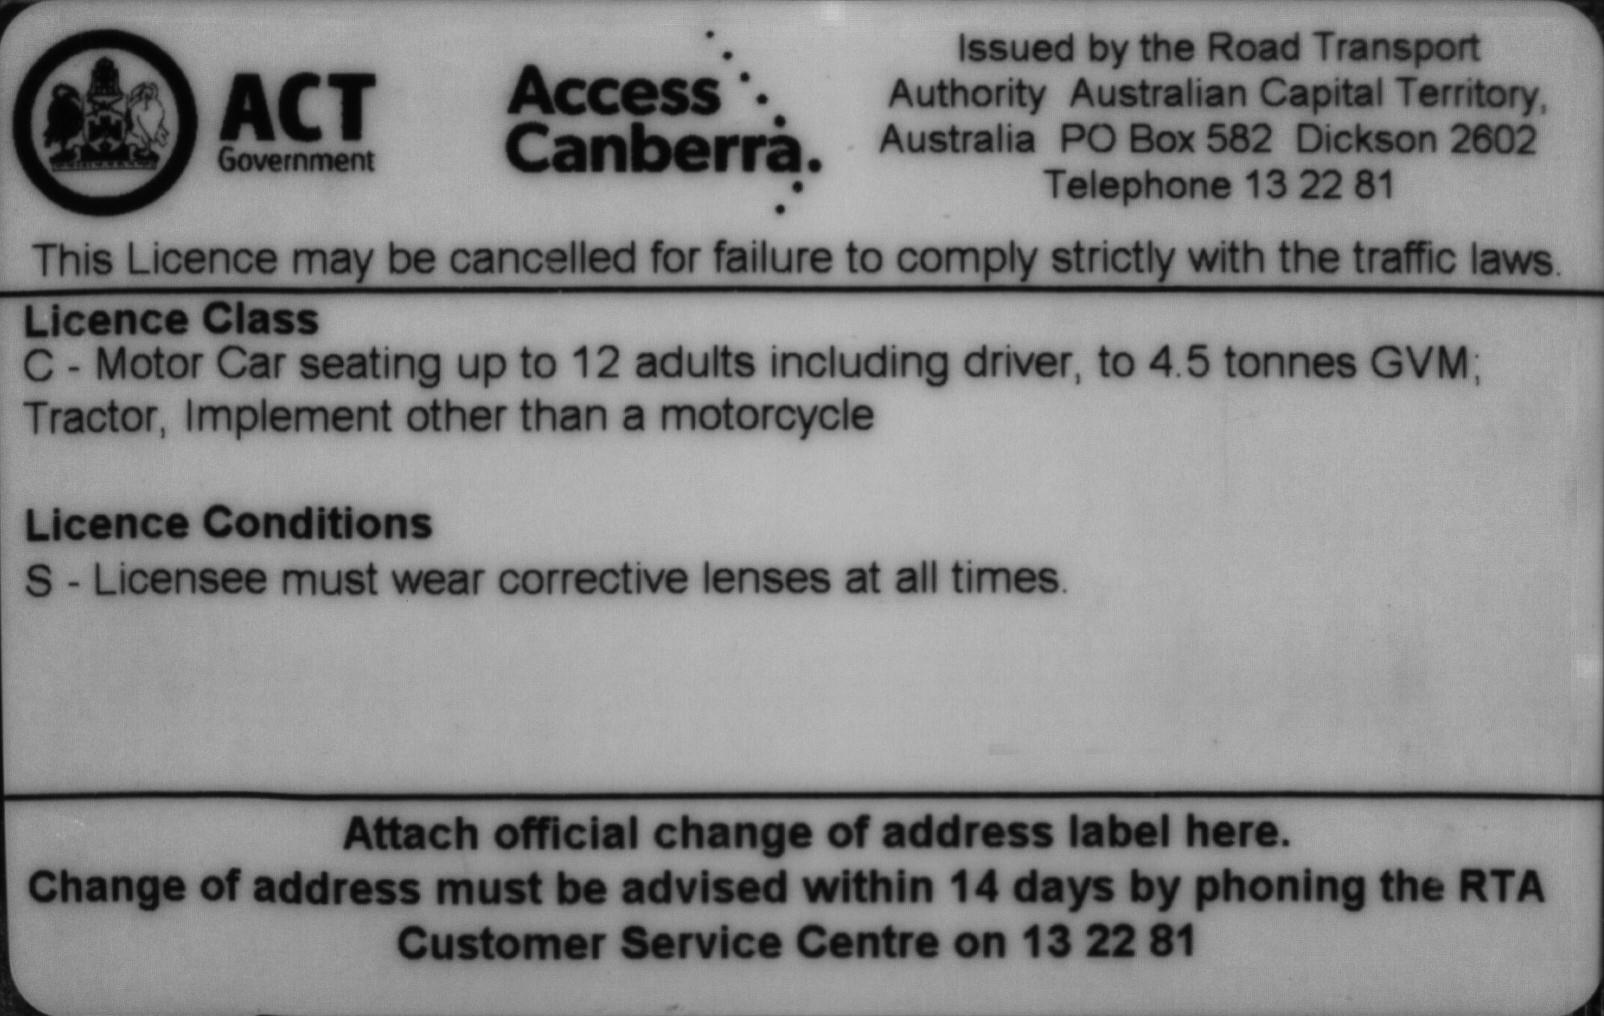 ACT
Government
Access
Canberra.
Issued by the Road Transport
Authority Australian Capital Territory,
Australia PO Box 582 Dickson 2602
Telephone 13 22 81
This Licence may be cancelled for failure to comply strictly with the traffic laws.
Licence Class
C - Motor Car seating up to 12 adults including driver, to 4.5 tonnes GVM;
Tractor, Implement other than a motorcycle
Licence Conditions
S - Licensee must wear corrective lenses at all times.
Attach official change of address label here.
Change of address must be advised within 14 days by phoning the RTA
Customer Service Centre on 13 22 81